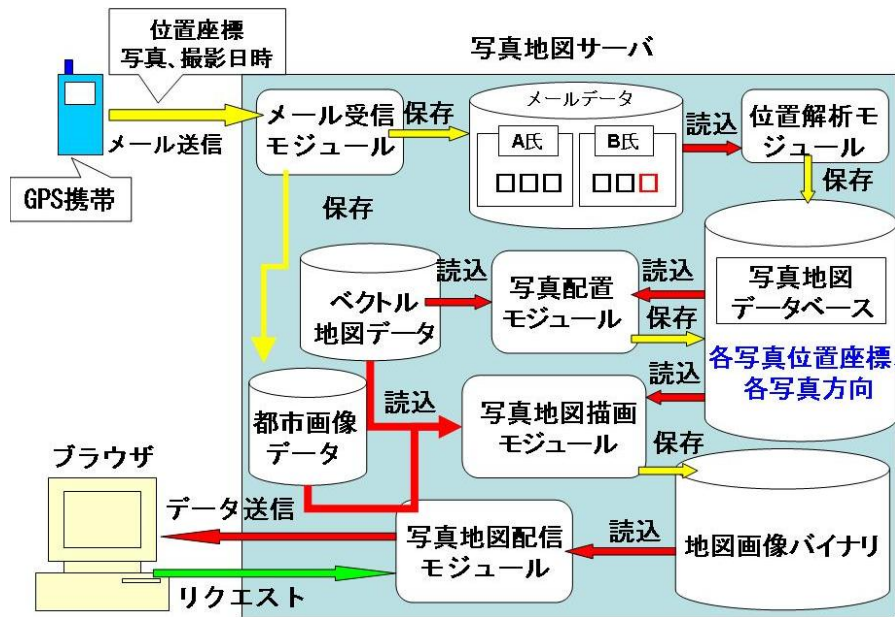 位置座標
写真、撮影日時
写真地図サーバ
メール送信
GPS携帯
メール受信
モジュール
保存
メールデータ
A氏
B氏
読込
位置解析モ
ジュール
保存
保存
ベクトル
地図データ
読込
写真配置
モジュール
読込
保存
写真地図
データベース
各写真位置座標、
各写真方向
都市画像
データ
読込
写真地図描画
モジュール
読込
保存
ブラウザ
データ送信
リクエスト
写真地図配信
モジュール
読込
地図画像バイナリ